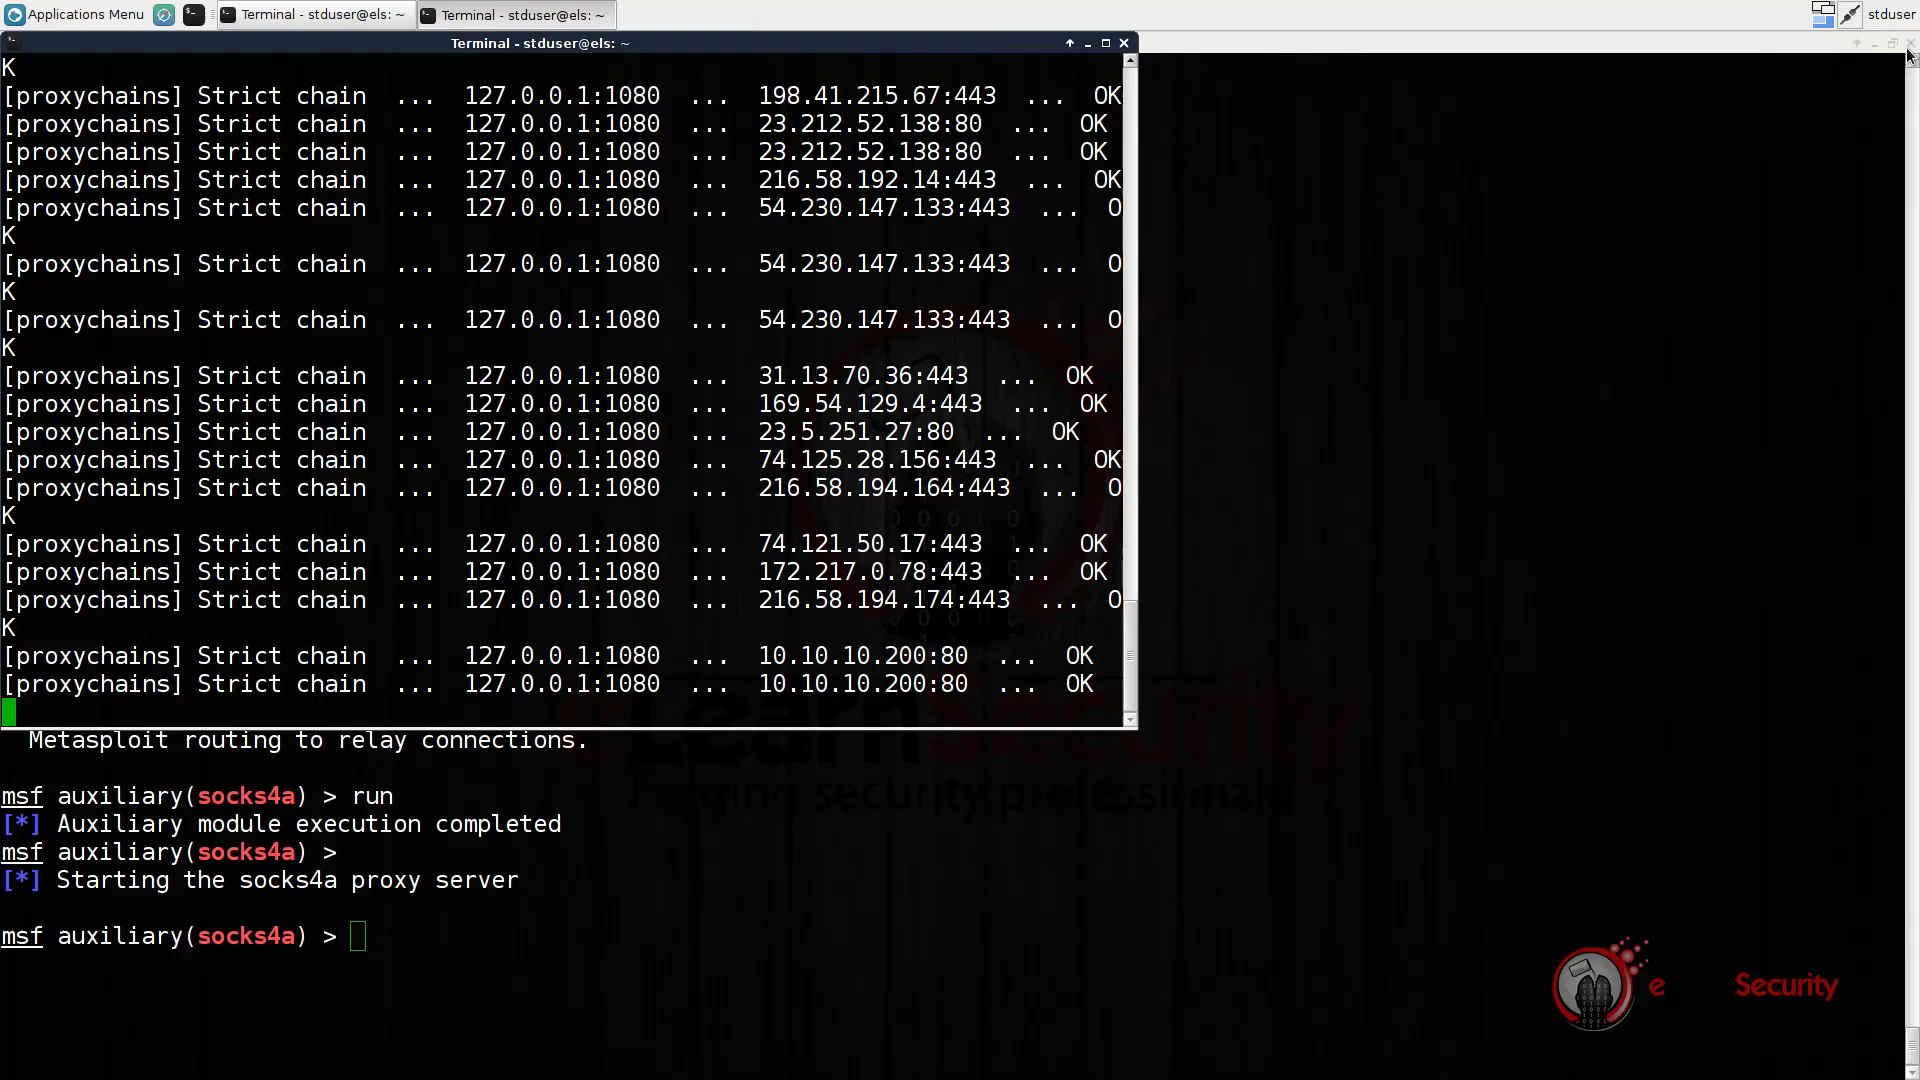 Applications Menu
Terminal - stduser@els: ~
Terminal - stduser@els: ~
stduser
Terminal - stduser@els: ~
K
[proxychains] Strict chain  ...  127.0.0.1:1080  ...  198.41.215.67:443  ...  OK
[proxychains] Strict chain  ...  127.0.0.1:1080  ...  23.212.52.138:80  ...  OK
[proxychains] Strict chain  ...  127.0.0.1:1080  ...  23.212.52.138:80  ...  OK
[proxychains] Strict chain  ...  127.0.0.1:1080  ...  216.58.192.14:443  ...  OK
[proxychains] Strict chain  ...  127.0.0.1:1080  ...  54.230.147.133:443  ...  O
K
[proxychains] Strict chain  ...  127.0.0.1:1080  ...  54.230.147.133:443  ...  O
K
[proxychains] Strict chain  ...  127.0.0.1:1080  ...  54.230.147.133:443  ...  O
K
[proxychains] Strict chain  ...  127.0.0.1:1080  ...  31.13.70.36:443  ...  OK
[proxychains] Strict chain  ...  127.0.0.1:1080  ...  169.54.129.4:443  ...  OK
[proxychains] Strict chain  ...  127.0.0.1:1080  ...  23.5.251.27:80  ...  OK
[proxychains] Strict chain  ...  127.0.0.1:1080  ...  74.125.28.156:443  ...  OK
[proxychains] Strict chain  ...  127.0.0.1:1080  ...  216.58.194.164:443  ...  O
K
[proxychains] Strict chain  ...  127.0.0.1:1080  ...  74.121.50.17:443  ...  OK
[proxychains] Strict chain  ...  127.0.0.1:1080  ...  172.217.0.78:443  ...  OK
[proxychains] Strict chain  ...  127.0.0.1:1080  ...  216.58.194.174:443  ...  O
K
[proxychains] Strict chain  ...  127.0.0.1:1080  ...  10.10.10.200:80  ...  OK
[proxychains] Strict chain  ...  127.0.0.1:1080  ...  10.10.10.200:80  ...  OK
eLearnSecurity
Metasploit routing to relay connections.
Forging security professionals
msf auxiliary(socks4a) > run
[*] Auxiliary module execution completed
msf auxiliary(socks4a) >
[*] Starting the socks4a proxy server
msf auxiliary(socks4a) >
e Security